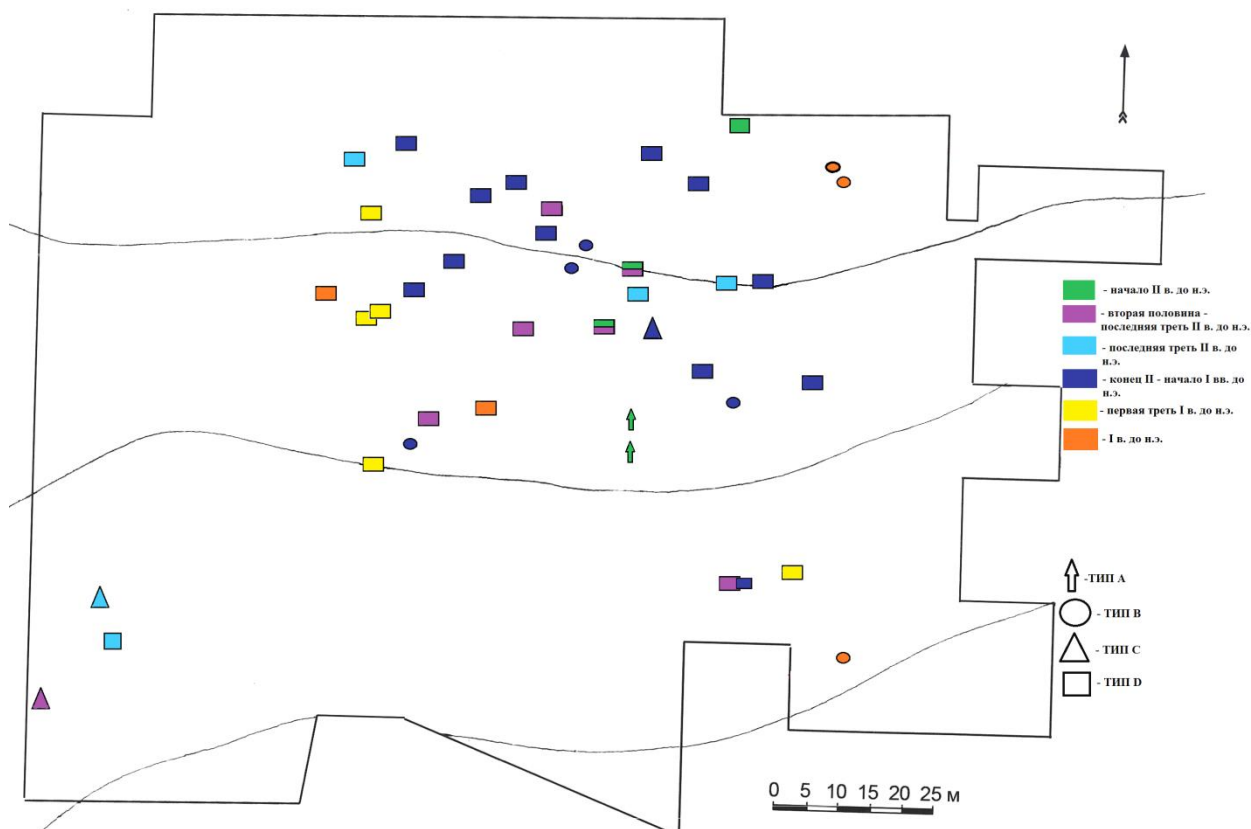 - начало II в. до н.э.
- вторая половина -
последняя треть II в. до н.э.
- последняя треть II в. до
н.э.
- конец II - начало I вв. до
н.э.
- первая треть I в. до н.э.
- I в. до н.э.
-ТИП А
- ТИП В
- ТИП С
- ТИП D
0 5 10 15 20 25 м